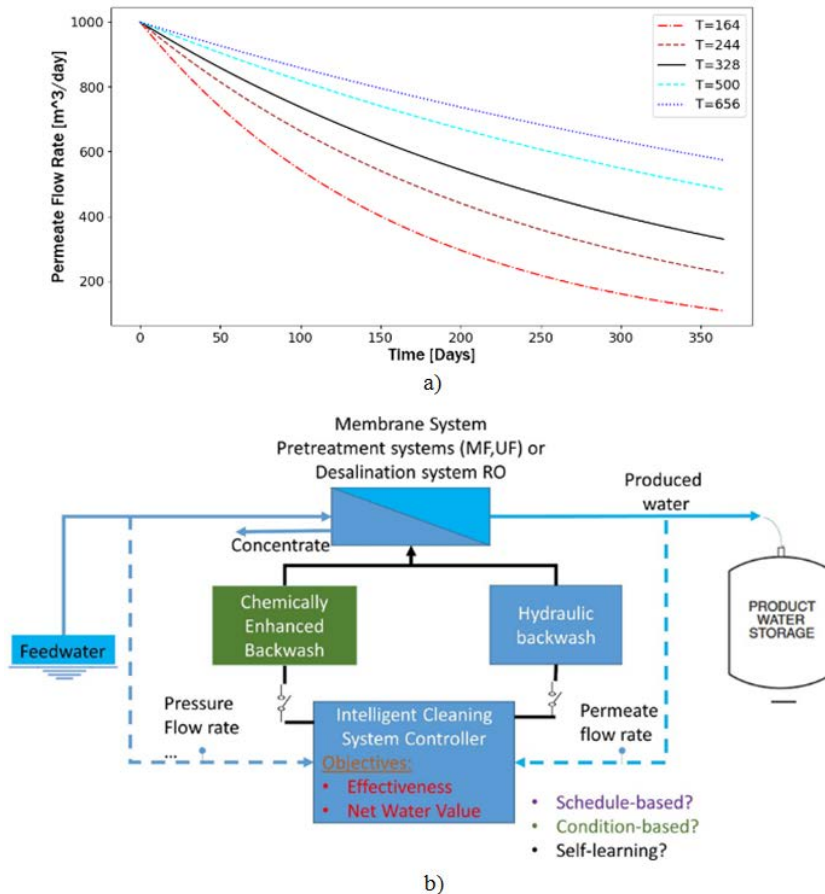 1000
800
600
400
200
Permeate Flow Rate [m^3/day]
T=164
T=244
T=328
T=500
T=656
0 50 100 150 200 250 300 350
Time [Days]
a)
Membrane System
Pretreatment systems (MF,UF) or
Desalination system RO
Produced
water
Concentrate
Chemically
Enhanced
Backwash
Hydraulic
backwash
PRODUCT
WATER
STORAGE
Feedwater
Pressure
Flow rate
...
Intelligent Cleaning
System Controller
Objectives:
• Effectiveness
• Net Water Value
Permeate
flow rate
• Schedule-based?
• Condition-based?
• Self-learning?
b)